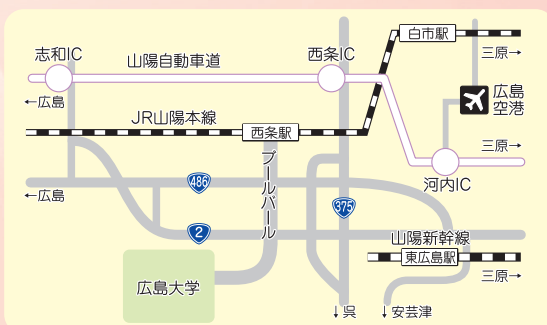 白市駅
志和IC
山陽自動車道
西条IC
三原→
←広島
広島
空港
JR山陽本線
西条駅
三原→
ブールバール
河内IC
486
←広島
375
2
山陽新幹線
東広島駅
広島大学
三原→
↓呉
↓安芸津